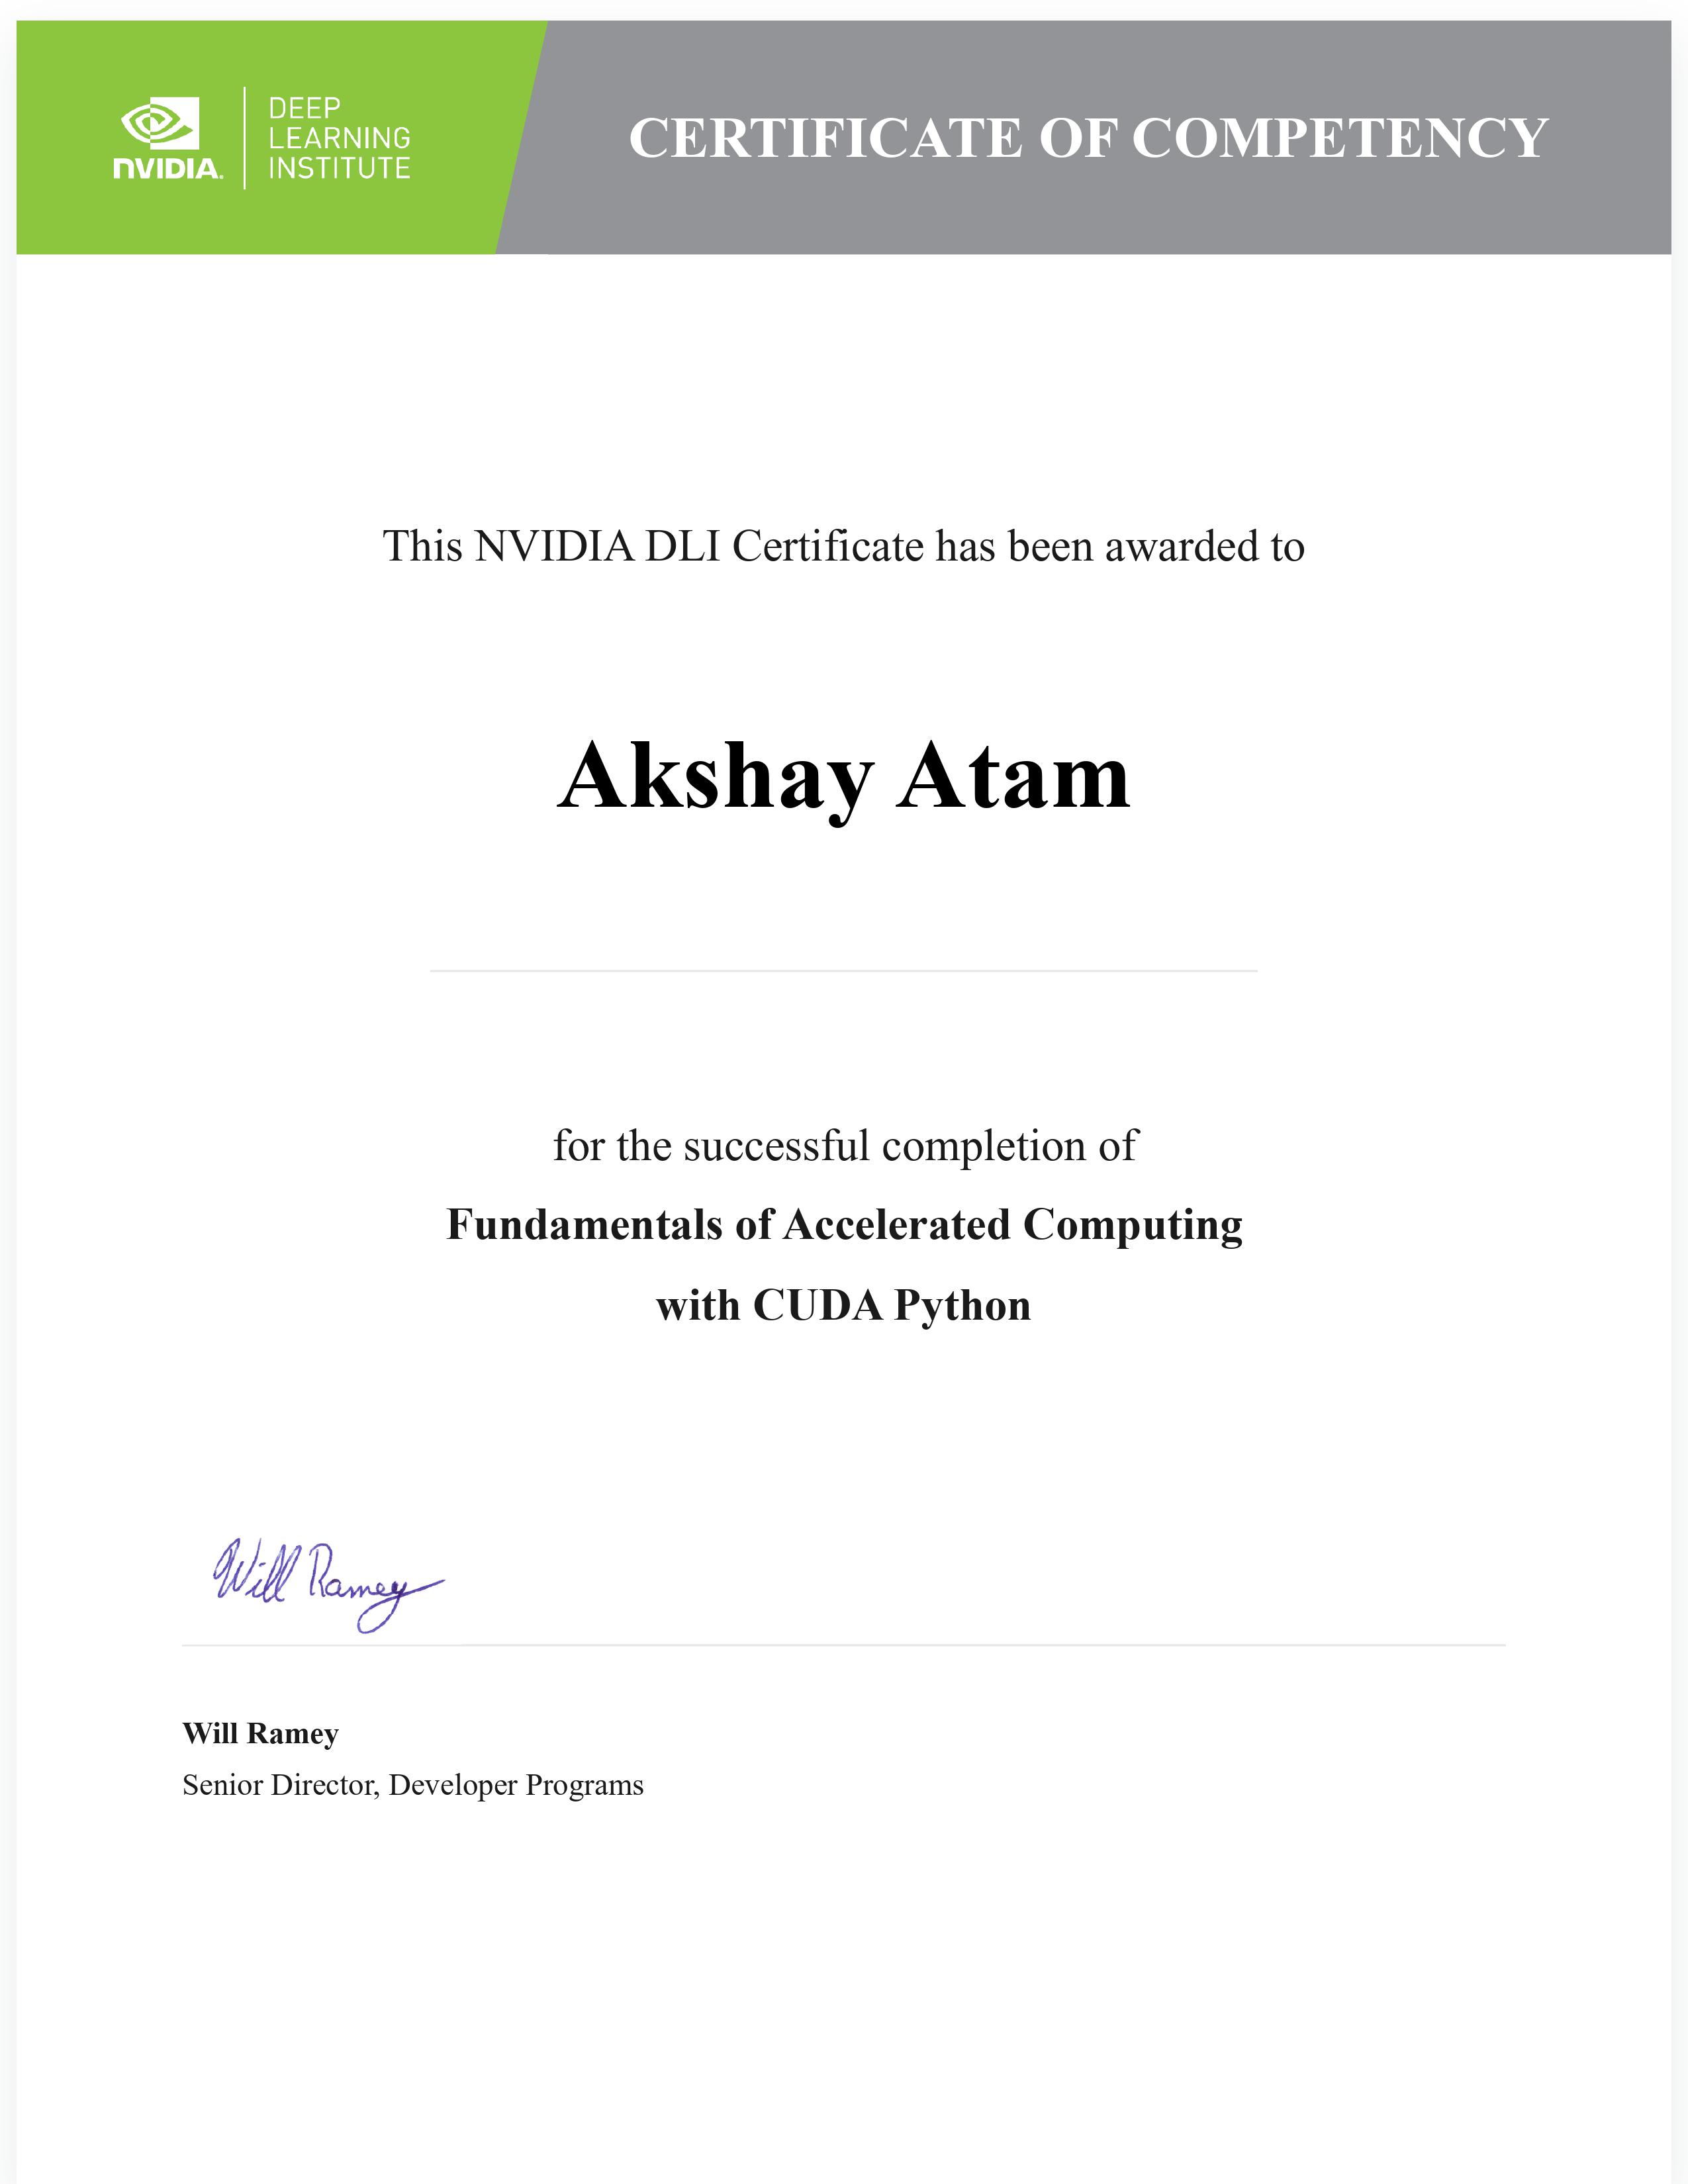 NVIDIA.
DEEP
LEARNING
INSTITUTE
CERTIFICATE OF COMPETENCY
This NVIDIA DLI Certificate has been awarded to
Akshay Atam
for the successful completion of
Fundamentals of Accelerated Computing
with CUDA Python
Will Ramey
Will Ramey
Senior Director, Developer Programs